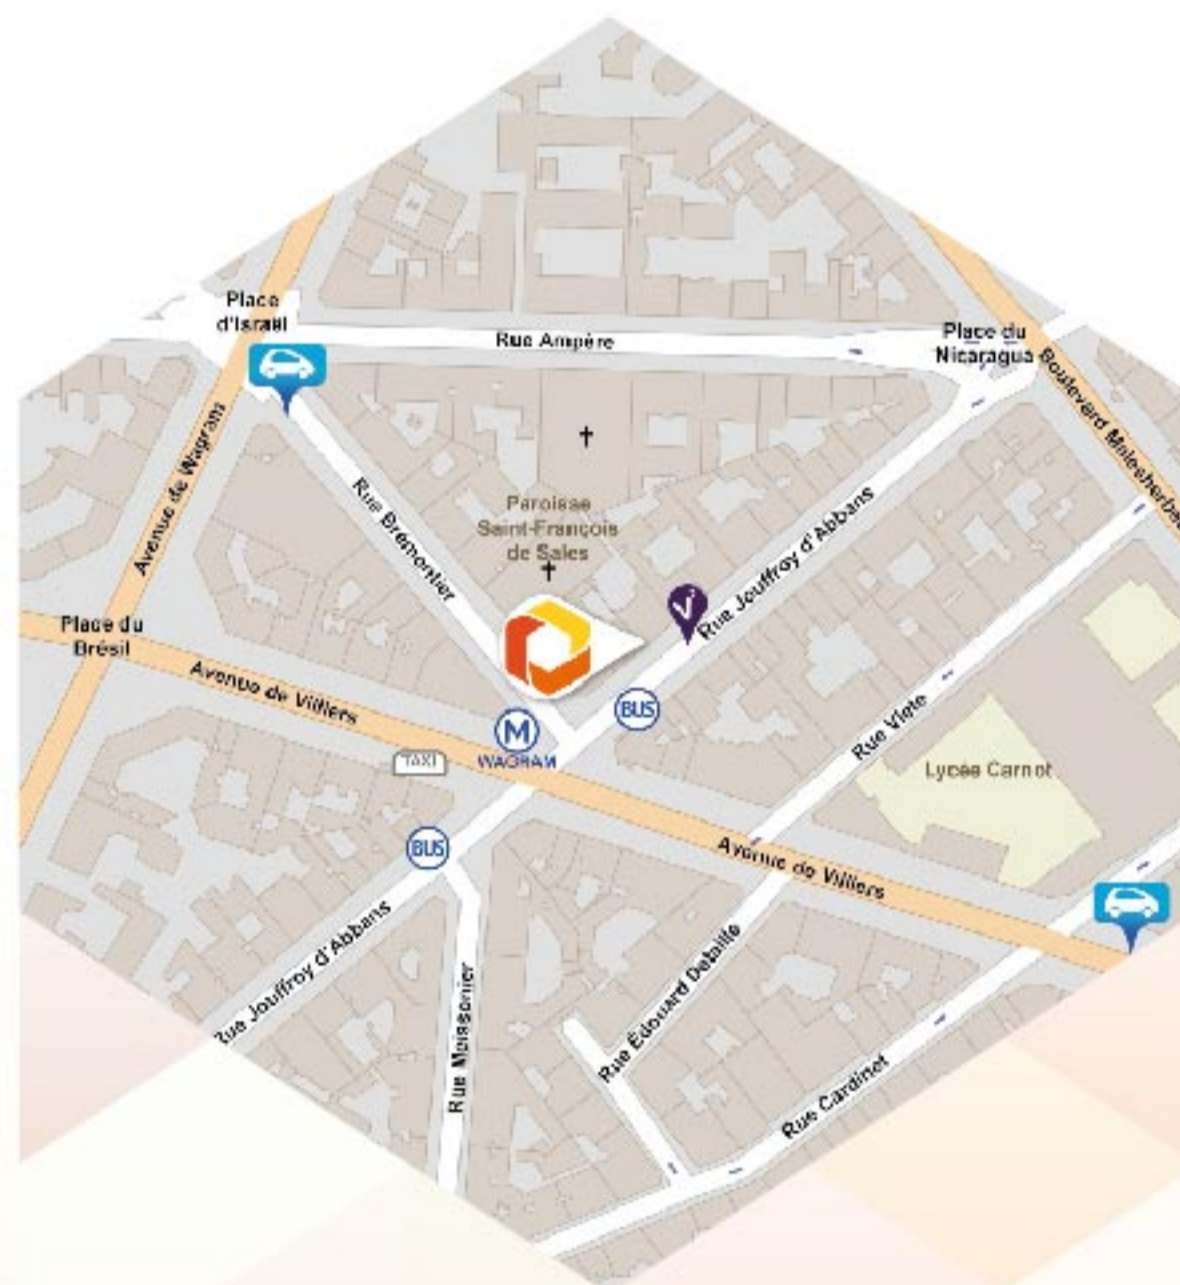 Place
d'Israël
Rue Ampère
Place du
Nicaragua
Boulevard Malesherbes
Avenue de Wagram
Rue Brémontier
Paroisse
Saint-François
de Sales
Rue Jouffroy d'Abbans
V
Place du
Brésil
Avenue de Villiers
M
WAGRAM
BUS
TAXI
Rue Viète
Lycée Carnot
BUS
Avenue de Villiers
Rue Jouffroy d'Abbans
Rue Meissonier
Rue Édouard Detaille
Rue Cardinet